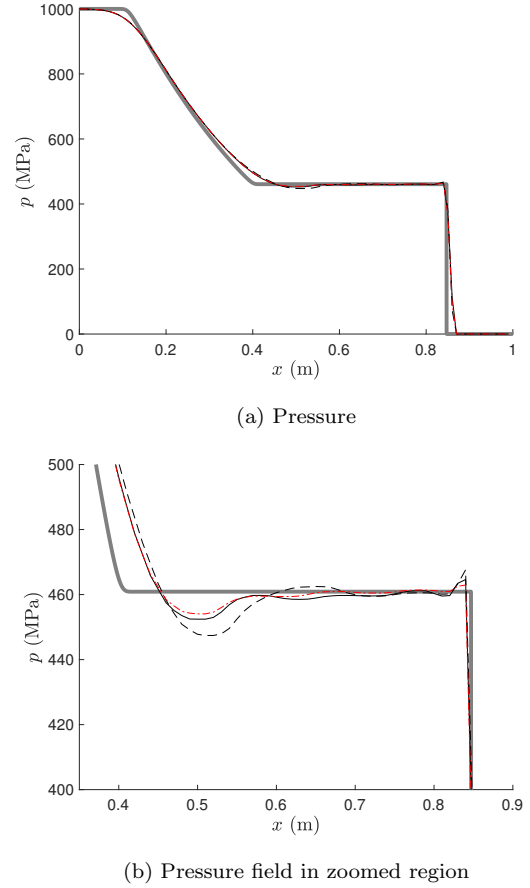 1000
800
600
400
200
0
p (MPa)
0 0.2 0.4 0.6 0.8 1
x (m)
(a) Pressure
500
480
460
440
420
400
p (MPa)
0.4 0.5 0.6 0.7 0.8 0.9
x (m)
(b) Pressure field in zoomed region